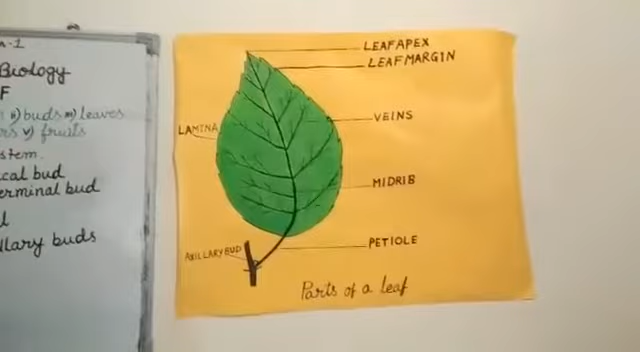 -1
Biology
F
buds leaves
rs v) fruits
stem.
cal bud
erminal bud
l
llary buds
LEAFAPEX
LEAFMARGIN
VEINS
LAMINA
MIDRIB
PETIOLE
AXILLARYBUD
Parts of a leaf